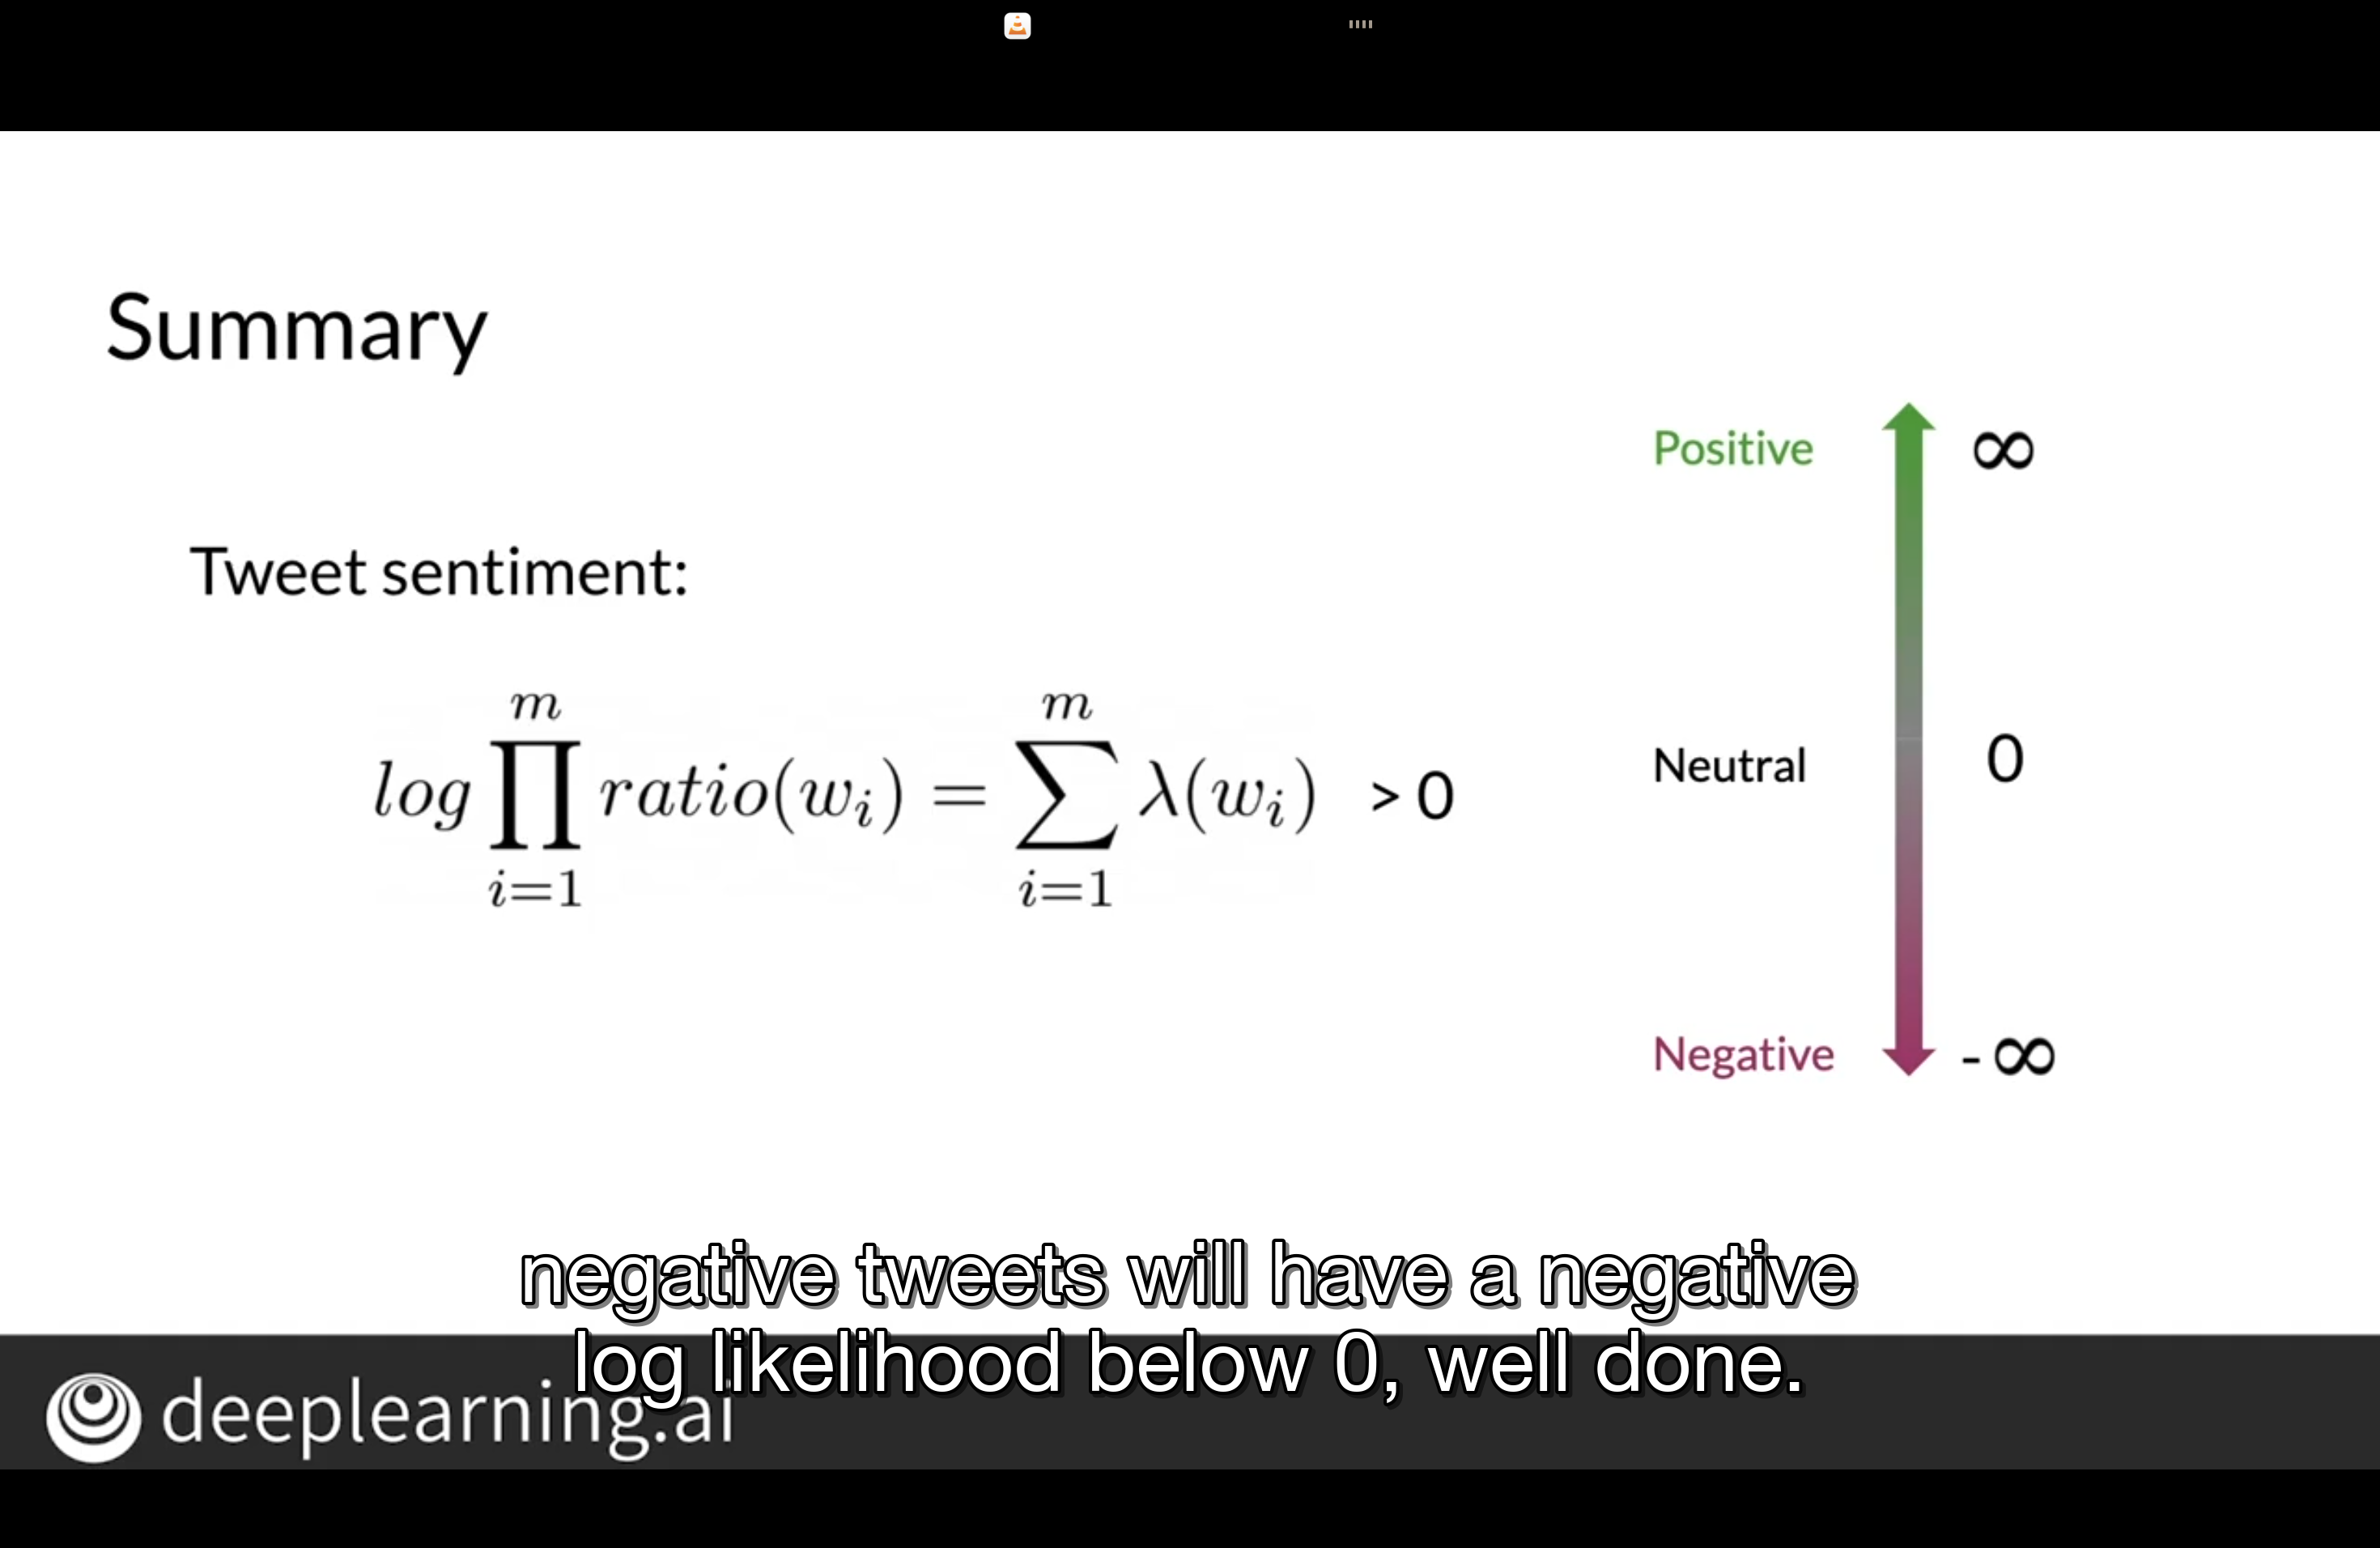 Summary
Positive ∞
Tweet sentiment:
log ∏_{i=1}^{m} ratio(w_i) = ∑_{i=1}^{m} λ(w_i) > 0
Neutral 0
Negative -∞
negative tweets will have a negative
log likelihood below 0, well done.
deeplearning.ai